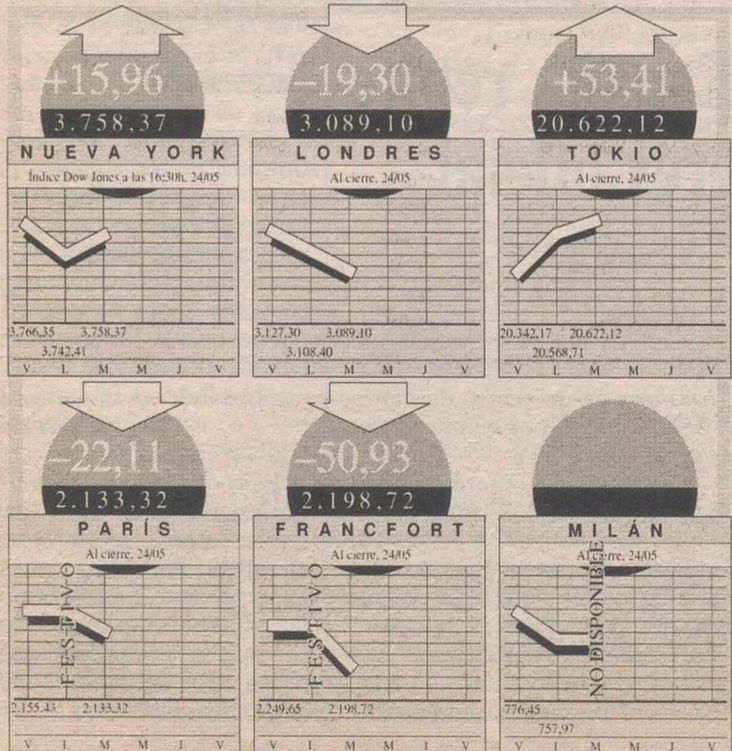 +15,96
3.758,37
NUEVA YORK
Índice Dow Jones a las 16:30h, 24/05
3.766,35 3.758,37
3.742,41
V L M M J V
–19,30
3.089,10
LONDRES
Al cierre, 24/05
3.127,30 3.089,10
3.108,40
V L M M J V
+53,41
20.622,12
TOKIO
Al cierre, 24/05
20.342,17 20.622,12
20.568,71
V L M M J V
–22,11
2.133,32
PARÍS
Al cierre, 24/05
FESTIVO
2.155,43 2.133,32
V L M M J V
–50,93
2.198,72
FRANCFORT
Al cierre, 24/05
FESTIVO
2.249,65 2.198,72
V L M M J V
MILÁN
Al cierre, 24/05
NO DISPONIBLE
776,45
757,97
V L M M J V